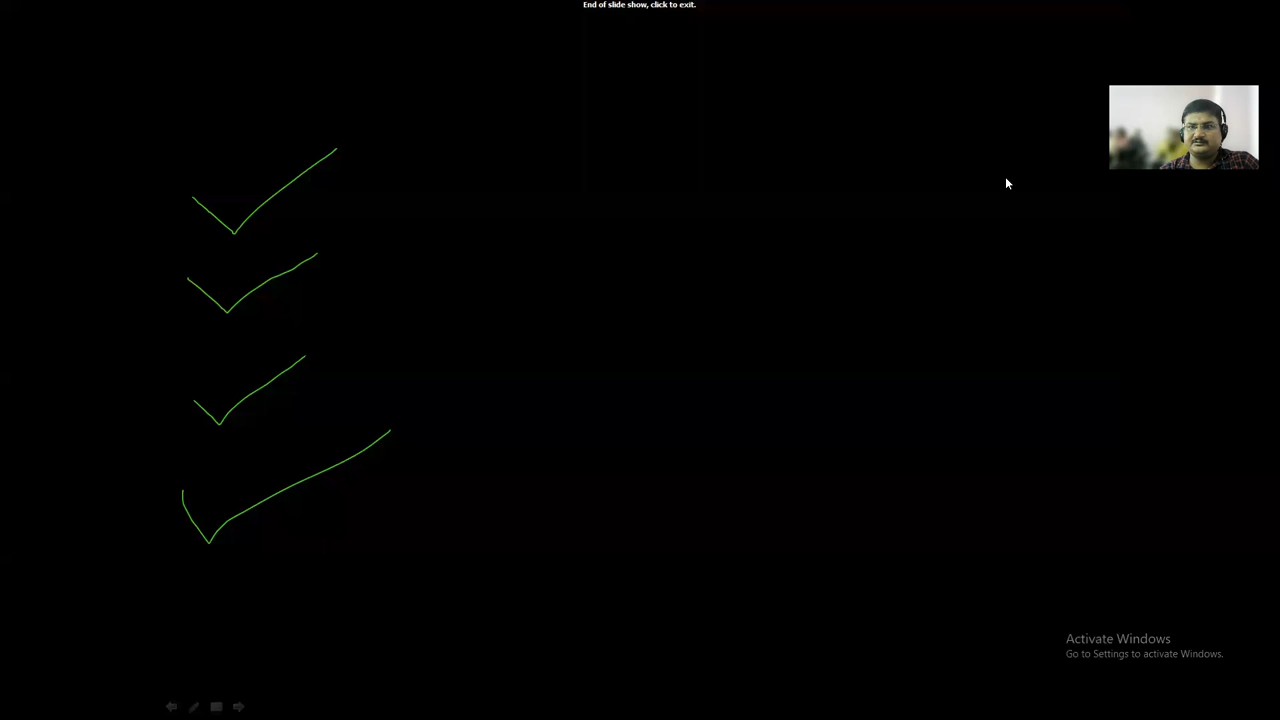 End of slide show, click to exit.
Activate Windows
Go to Settings to activate Windows.